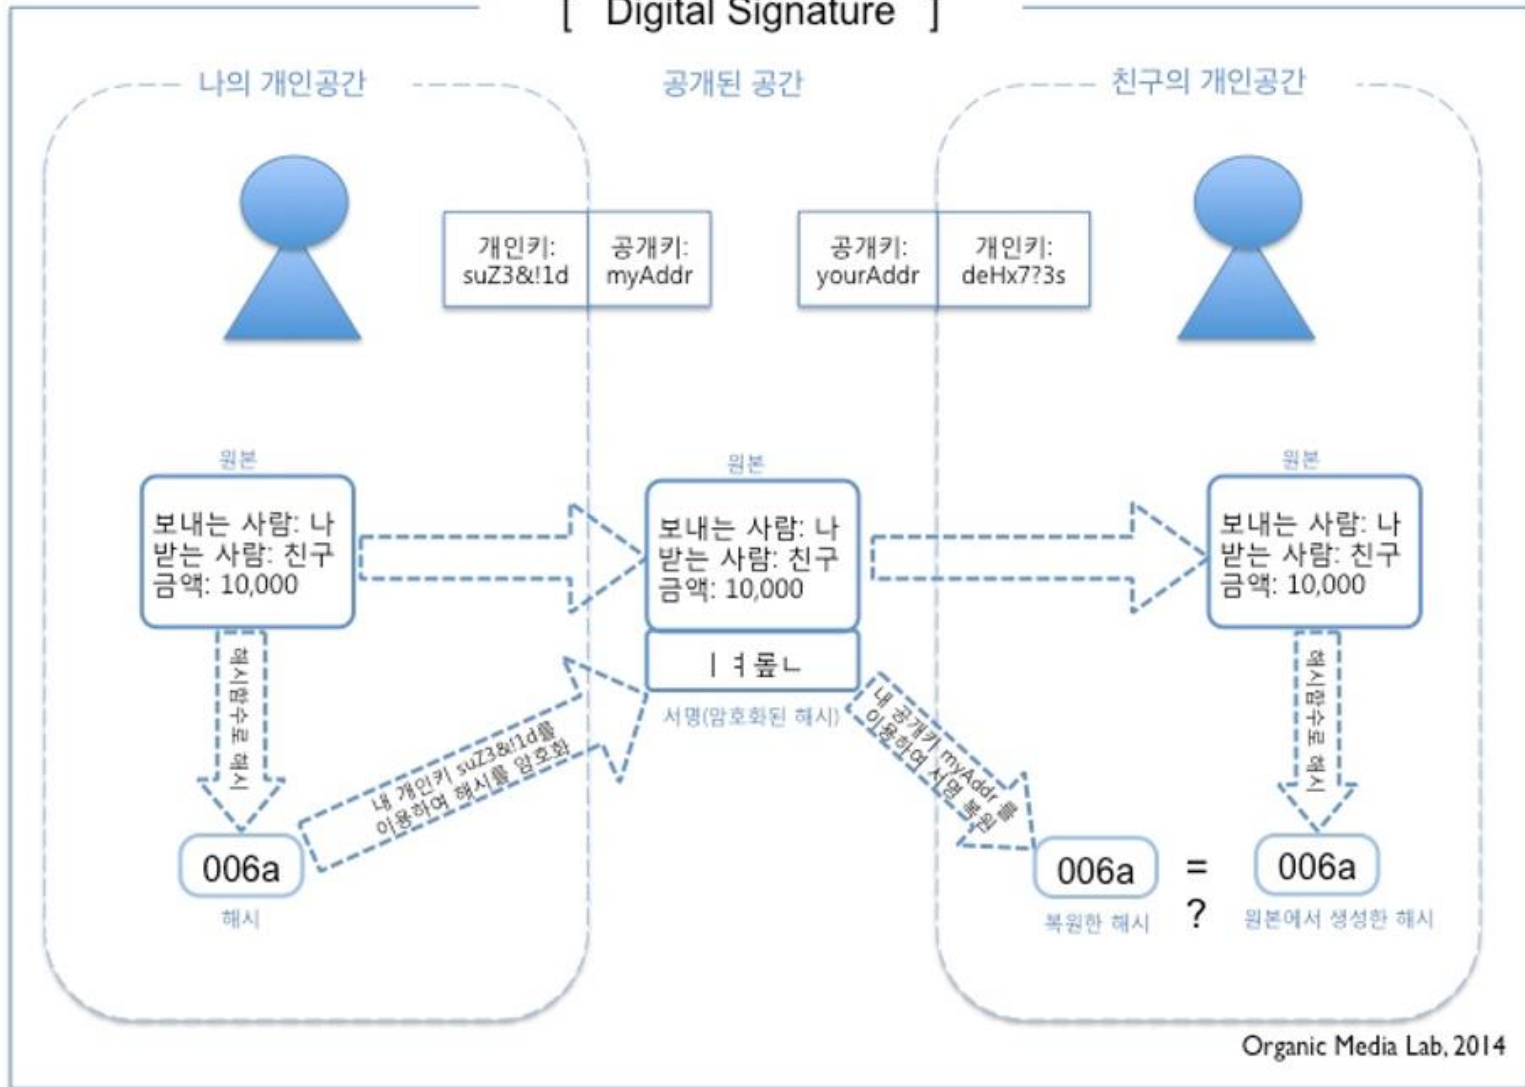 [ Digital Signature ]
나의 개인공간
공개된 공간
친구의 개인공간
개인키:
suZ3&!1d
공개키:
myAddr
공개키:
yourAddr
개인키:
deHx7?3s
원본
보내는 사람: 나
받는 사람: 친구
금액: 10,000
원본
보내는 사람: 나
받는 사람: 친구
금액: 10,000
ㅣㅕ롶ㄴ
서명(암호화된 해시)
원본
보내는 사람: 나
받는 사람: 친구
금액: 10,000
해시함수로 해시
내 개인키 suZ3&!1d를
이용하여 해시를 암호화
내 공개키 myAddr 를
이용하여 서명 복원
해시함수로 해시
006a
해시
006a
복원한 해시
=
?
006a
원본에서 생성한 해시
Organic Media Lab, 2014